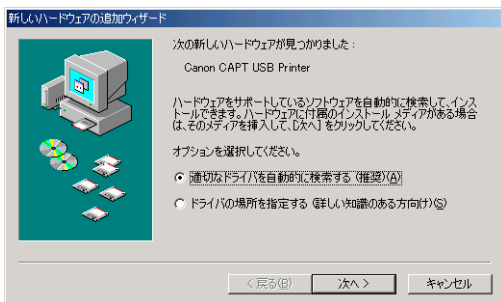 新しいハードウェアの追加ウィザード
次の新しいハードウェアが見つかりました :
Canon CAPT USB Printer
ハードウェアをサポートしているソフトウェアを自動的に検索して、インス
トールできます。ハードウェアに付属のインストール メディアがある場合
は、そのメディアを挿入して、[次へ] をクリックしてください。
オプションを選択してください。
適切なドライバを自動的に検索する (推奨)(A)
ドライバの場所を指定する (詳しい知識のある方向け)(S)
< 戻る(B)
次へ >
キャンセル